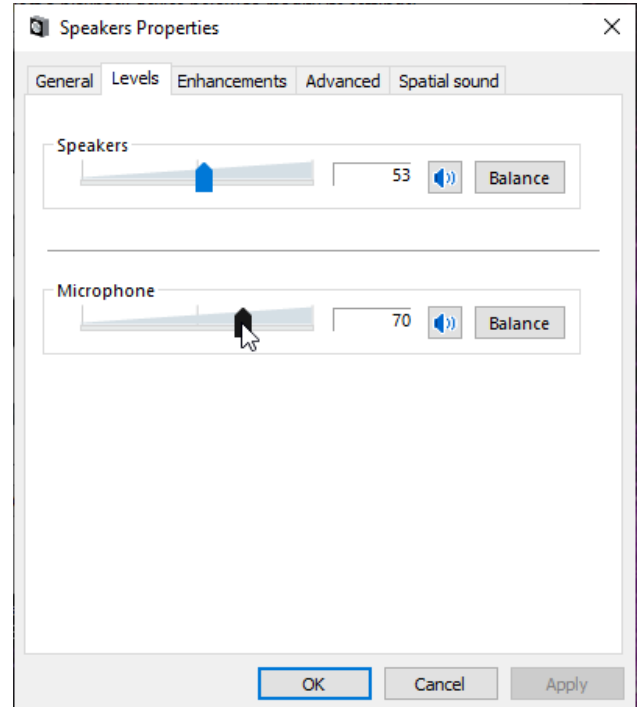 Speakers Properties
General Levels Enhancements Advanced Spatial sound
Speakers
53 Balance
Microphone
70 Balance
OK Cancel Apply